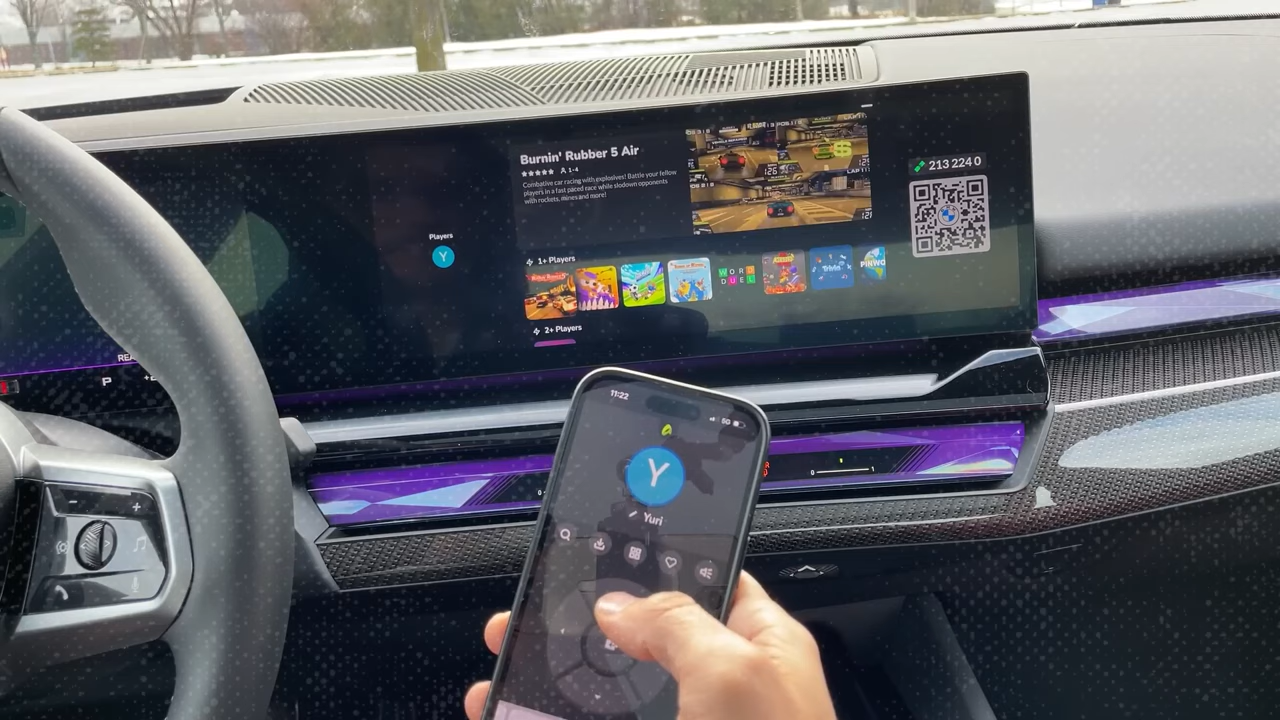 Burnin' Rubber 5 Air
1-4
Combative car racing with explosives! Battle your fellow
players in a fast paced race while slodown opponents
with rockets, mines and more!
213 224 0
Players
Y
1+ Players
WORD
DUEL
2+ Players
P
11:22
5G
Y
Yuri